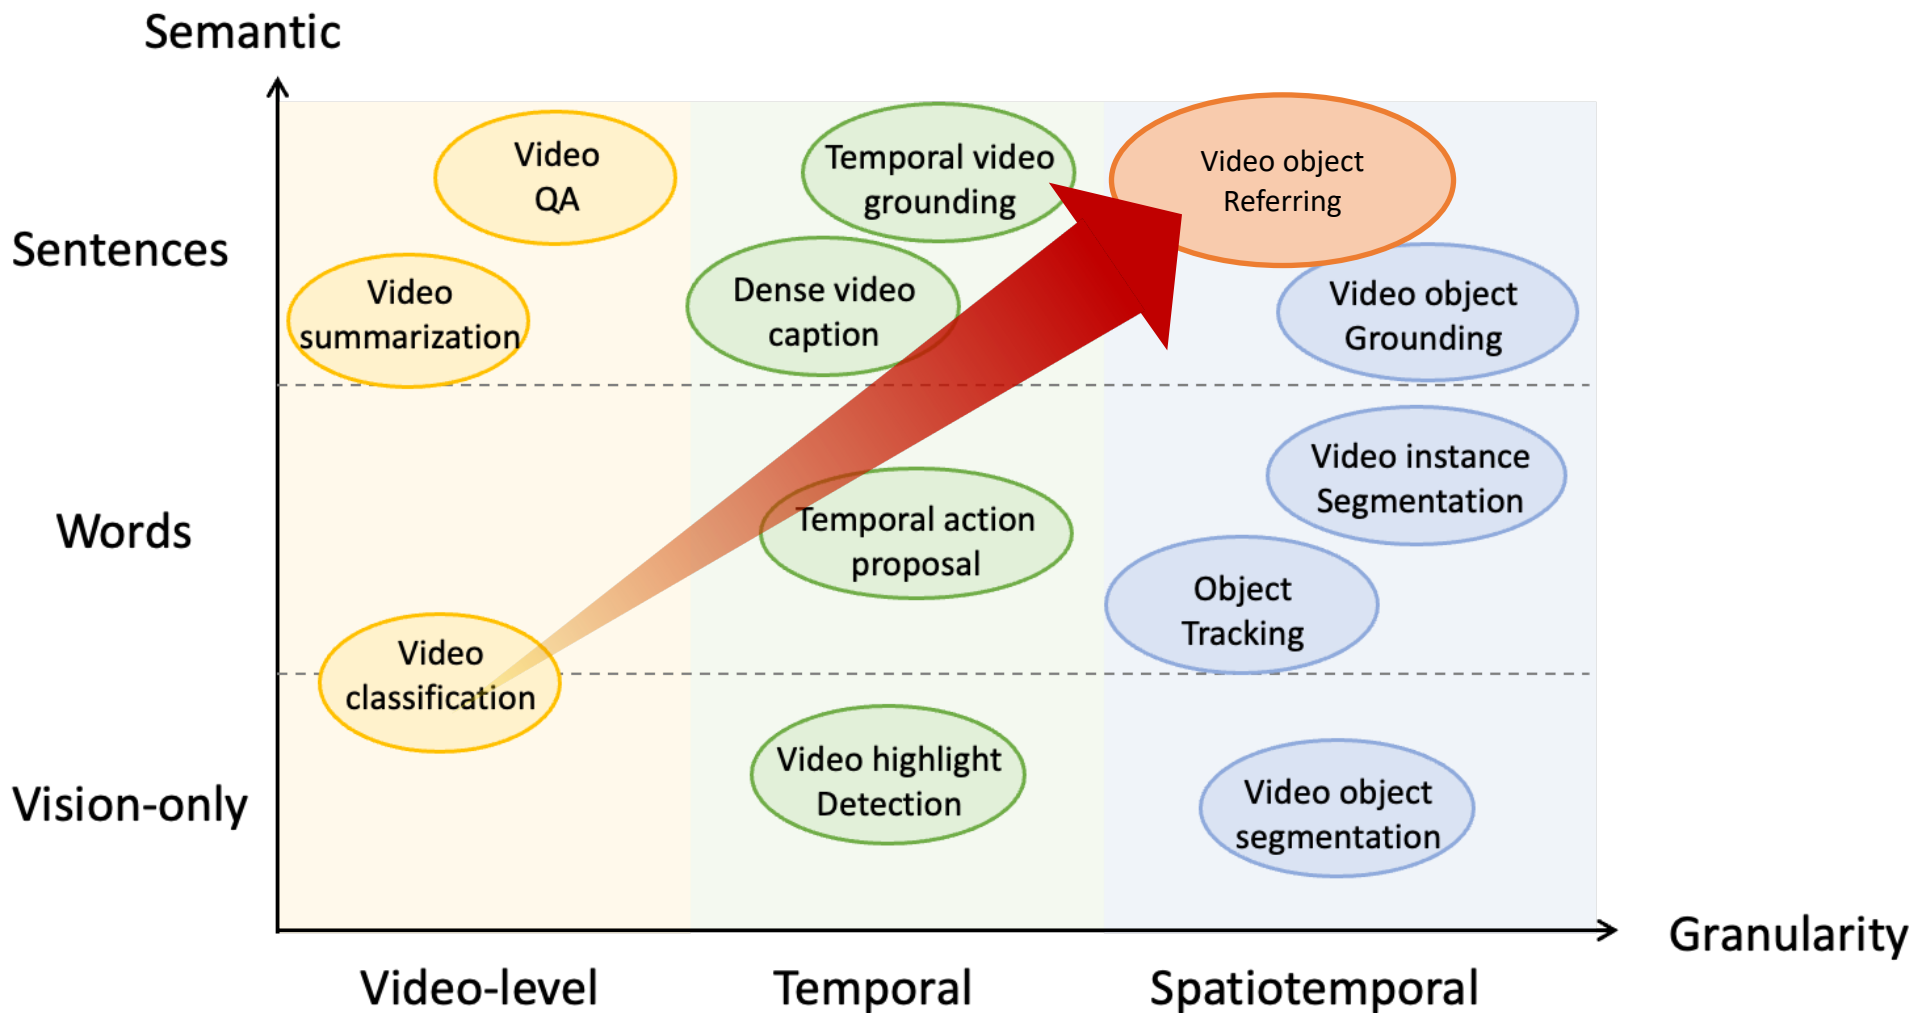 Semantic
Video
QA
Temporal video
grounding
Video object
Referring
Sentences
Video
summarization
Dense video
caption
Video object
Grounding
Words
Temporal action
proposal
Video instance
Segmentation
Object
Tracking
Video
classification
Vision-only
Video highlight
Detection
Video object
segmentation
Granularity
Video-level
Temporal
Spatiotemporal